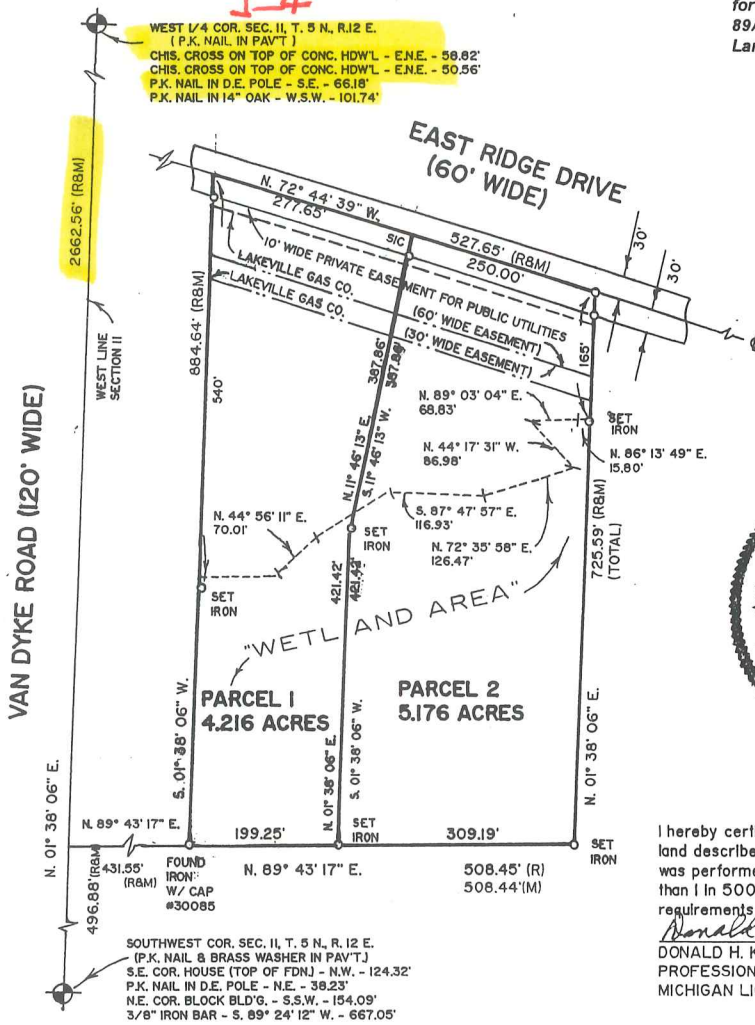 for
89/
Lar
WEST 1/4 COR. SEC. 11, T. 5 N., R.12 E.
( P.K. NAIL IN PAV'T )
CHIS. CROSS ON TOP OF CONC. HDW'L - E.N.E. - 58.82'
CHIS. CROSS ON TOP OF CONC. HDW'L - E.N.E. - 50.56'
P.K. NAIL IN D.E. POLE - S.E. - 66.18'
P.K. NAIL IN 14" OAK - W.S.W. - 101.74'
2662.56' (R&M)
WEST LINE
SECTION 11
VAN DYKE ROAD (120' WIDE)
EAST RIDGE DRIVE
(60' WIDE)
N. 72° 44' 39" W.
277.65'
527.65' (R&M)
250.00'
30'
30'
SIC
10' WIDE PRIVATE EASEMENT FOR PUBLIC UTILITIES
LAKEVILLE GAS CO.
(60' WIDE EASEMENT)
LAKEVILLE GAS CO.
(30' WIDE EASEMENT)
884.64' (R&M)
540'
387.86'
387.86'
N. 11° 46' 13" E.
S. 11° 46' 13" W.
165'
N. 89° 03' 04" E.
68.83'
SET
IRON
N. 44° 17' 31" W.
86.98'
N. 86° 13' 49" E.
15.80'
S. 87° 47' 57" E.
116.93'
N. 72° 35' 58" E.
126.47'
725.59' (R&M)
(TOTAL)
N. 44° 56' 11" E.
70.01'
SET
IRON
SET
IRON
421.42'
421.42'
"WETLAND AREA"
PARCEL 1
4.216 ACRES
PARCEL 2
5.176 ACRES
S. 01° 38' 06" W.
N. 01° 38' 06" E.
S. 01° 38' 06" W.
N. 01° 38' 06" E.
N. 01° 38' 06" E.
N. 89° 43' 17" E.
199.25'
SET
IRON
309.19'
SET
IRON
431.55'
(R&M)
496.88' (R&M)
FOUND
IRON
W/ CAP
#30085
N. 89° 43' 17" E.
508.45' (R)
508.44'(M)
SOUTHWEST COR. SEC. 11, T. 5 N., R. 12 E.
(P.K. NAIL & BRASS WASHER IN PAV'T.)
S.E. COR. HOUSE (TOP OF FDN.) - N.W. - 124.32'
P.K. NAIL IN D.E. POLE - N.E. - 38.23'
N.E. COR. BLOCK BLD'G. - S.S.W. - 154.09'
3/8" IRON BAR - S. 89° 24' 12" W. - 667.05'
I hereby certi
land describe
was performe
than 1 in 500
requirements
Donald
DONALD H. K
PROFESSION
MICHIGAN LI